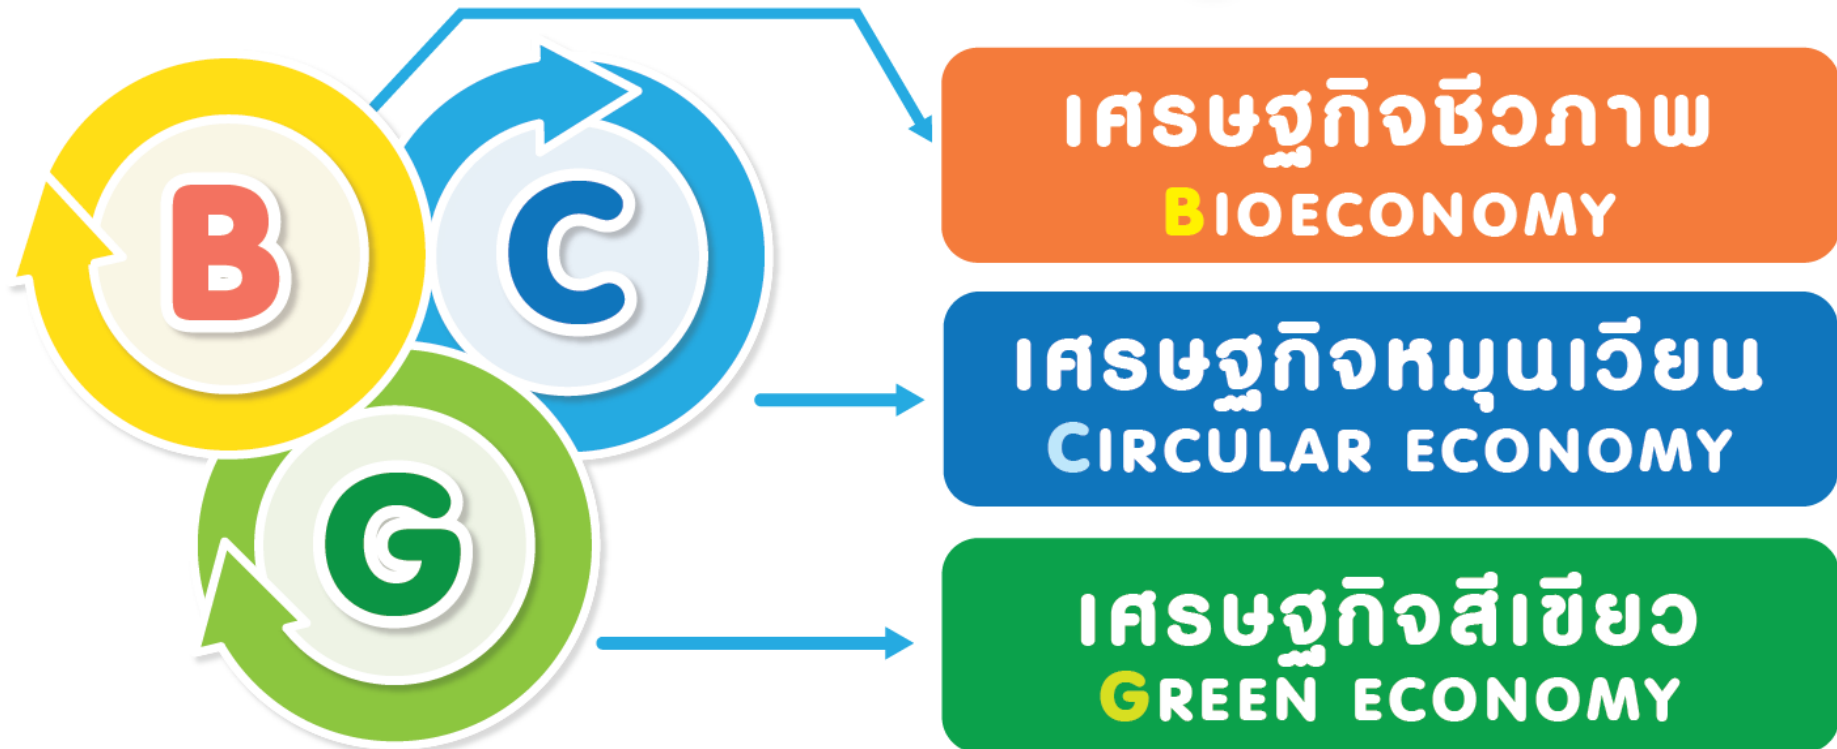 B
C
G
เศรษฐกิจชีวภาพ
BIOECONOMY
เศรษฐกิจหมุนเวียน
CIRCULAR ECONOMY
เศรษฐกิจสีเขียว
GREEN ECONOMY